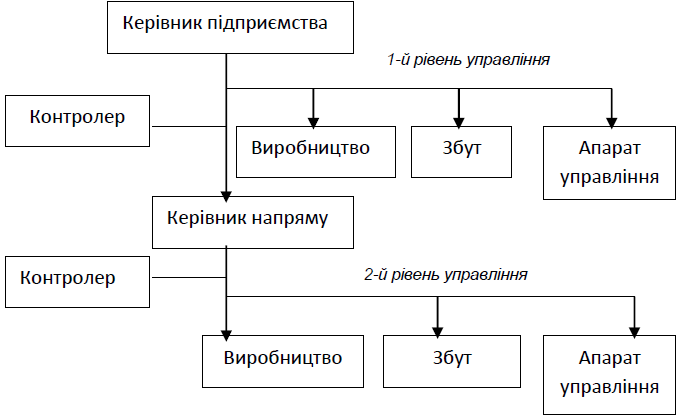 Керівник підприємства
1-й рівень управління
Контролер
Виробництво
Збут
Апарат
управління
Керівник напряму
Контролер
2-й рівень управління
Виробництво
Збут
Апарат
управління